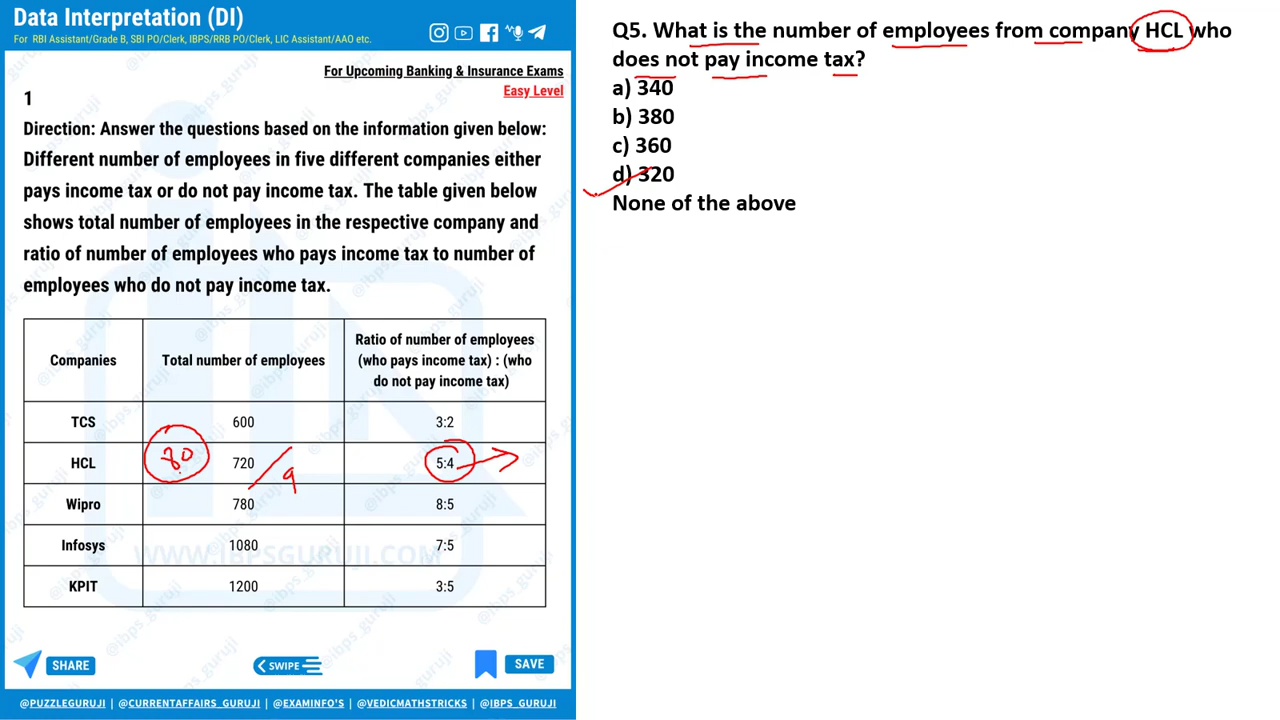 Data Interpretation (DI)
For RBI Assistant/Grade B, SBI PO/Clerk, IBPS/RRB PO/Clerk, LIC Assistant/AAO etc.
For Upcoming Banking & Insurance Exams
Easy Level
1
Direction: Answer the questions based on the information given below:
Different number of employees in five different companies either
pays income tax or do not pay income tax. The table given below
shows total number of employees in the respective company and
ratio of number of employees who pays income tax to number of
employees who do not pay income tax.
Companies
Total number of employees
Ratio of number of employees
(who pays income tax) : (who
do not pay income tax)
TCS 600 3:2
HCL 80 720 / 9 5:4
Wipro 780 8:5
Infosys 1080 7:5
KPIT 1200 3:5
WWW.IBPSGURUJI.COM
@ibps_guruji
SHARE
SWIPE
SAVE
@PUZZLEGURUJI | @CURRENTAFFAIRS_GURUJI | @EXAMINFO'S | @VEDICMATHSTRICKS | @IBPS_GURUJI
Q5. What is the number of employees from company HCL who
does not pay income tax?
a) 340
b) 380
c) 360
d) 320
None of the above